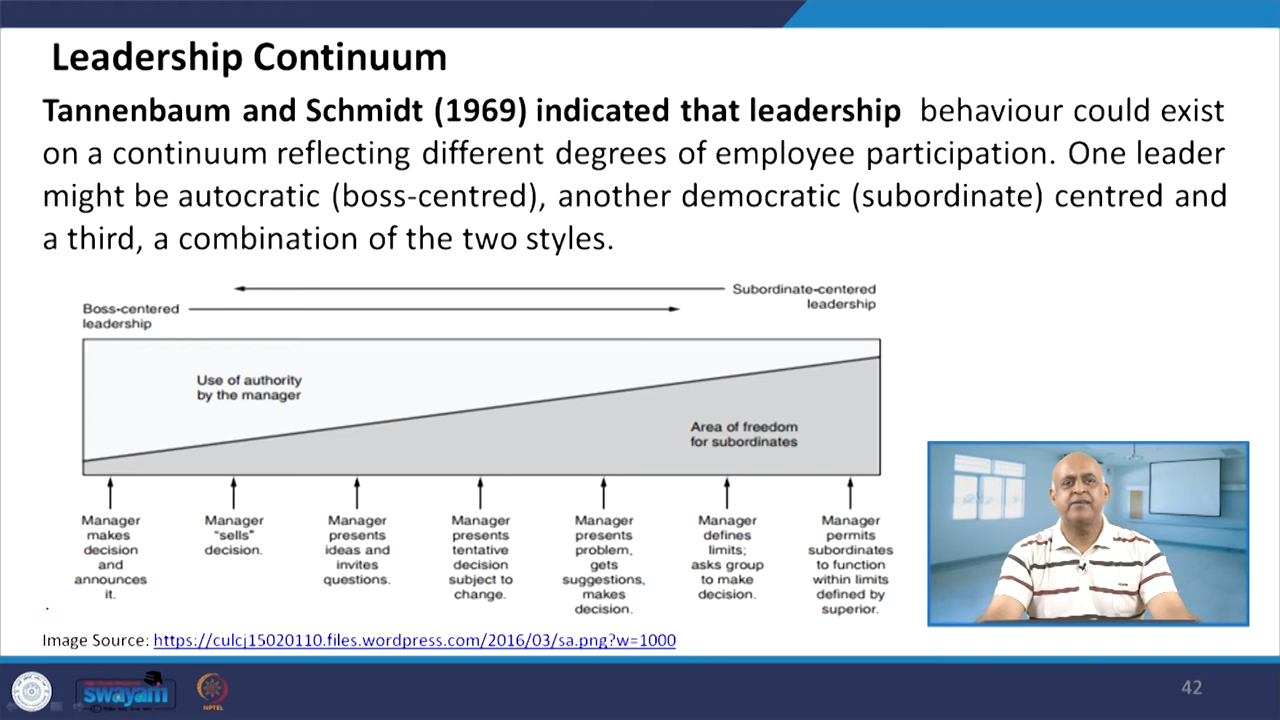 Leadership Continuum
Tannenbaum and Schmidt (1969) indicated that leadership behaviour could exist
on a continuum reflecting different degrees of employee participation. One leader
might be autocratic (boss-centred), another democratic (subordinate) centred and
a third, a combination of the two styles.
Subordinate-centered
leadership
Boss-centered
leadership
Use of authority
by the manager
Area of freedom
for subordinates
Manager
makes
decision
and
announces
it.
Manager
"sells"
decision.
Manager
presents
ideas and
invites
questions.
Manager
presents
tentative
decision
subject to
change.
Manager
presents
problem,
gets
suggestions,
makes
decision.
Manager
defines
limits;
asks group
to make
decision.
Manager
permits
subordinates
to function
within limits
defined by
superior.
Image Source: https://culcj15020110.files.wordpress.com/2016/03/sa.png?w=1000
swayam
NPTEL
42